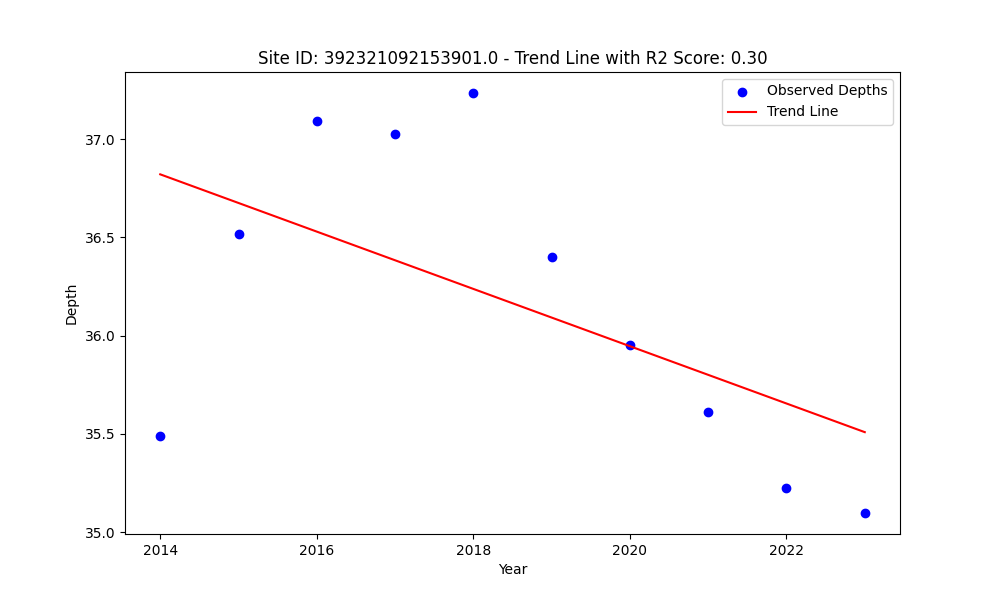 Site ID: 392321092153901.0 - Trend Line with R2 Score: 0.30
Observed Depths
Trend Line
37.0
36.5
36.0
35.5
35.0
Depth
2014
2016
2018
2020
2022
Year